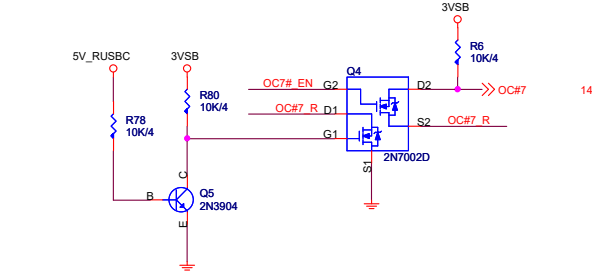 3VSB
5V_RUSBC
3VSB
R6
10K/4
Q4
OC7#_EN
G2
D2
OC#7
14
R80
10K/4
OC#7_R
D1
R78
10K/4
S2
OC#7_R
G1
2N7002D
S1
C
B
Q5
2N3904
E